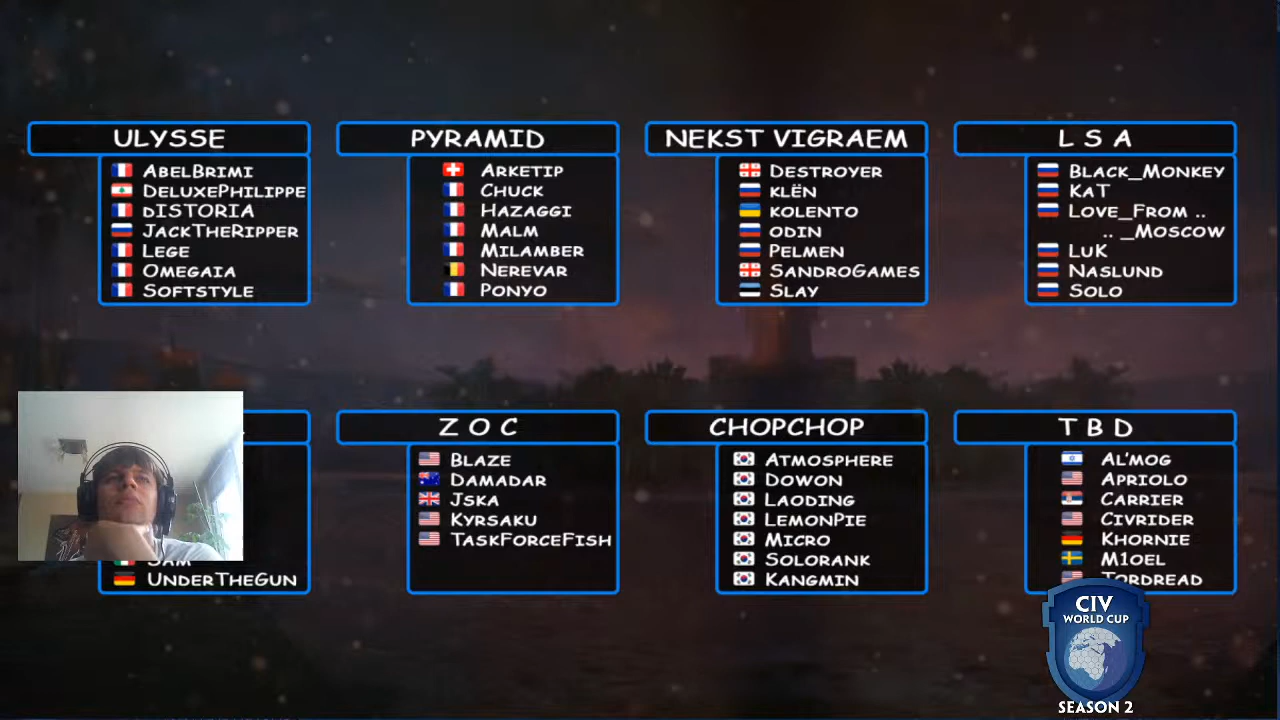 ULYSSE
ABELBRIMI
DELUXEPHILIPPE
DISTORIA
JACKTHERIPPER
LEGE
OMEGAIA
SOFTSTYLE
PYRAMID
ARKETIP
CHUCK
HAZAGGI
MALM
MILAMBER
NEREVAR
PONYO
NEKST VIGRAEM
DESTROYER
KLËN
KOLENTO
ODIN
PELMEN
SANDROGAMES
SLAY
L S A
BLACK_MONKEY
KAT
LOVE_FROM ..
.. _MOSCOW
LUK
NASLUND
SOLO
SAM
UNDERTHEGUN
Z O C
BLAZE
DAMADAR
JSKA
KYRSAKU
TASKFORCEFISH
CHOPCHOP
ATMOSPHERE
DOWON
LAODING
LEMONPIE
MICRO
SOLORANK
KANGMIN
T B D
AL'MOG
APRIOLO
CARRIER
CIVRIDER
KHORNIE
M1OEL
TORDREAD
CIV
WORLD CUP
SEASON 2